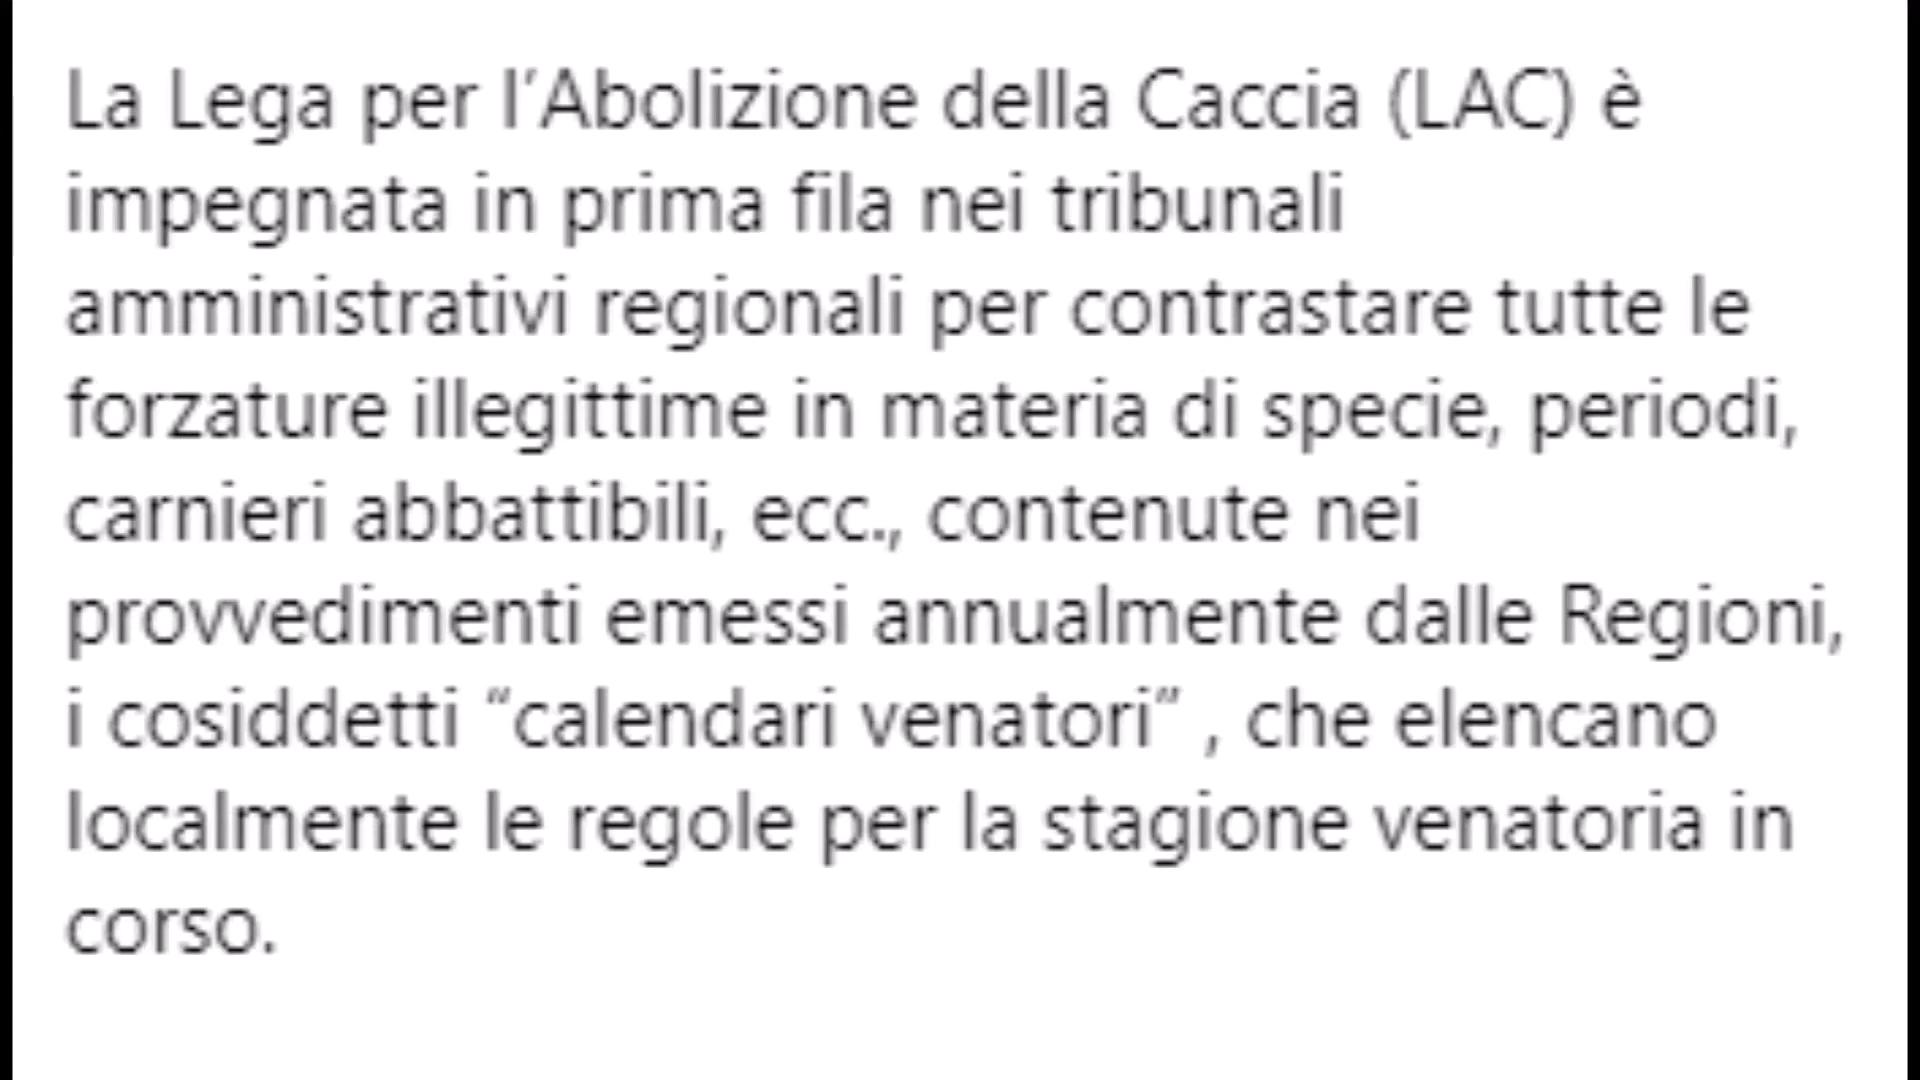 La Lega per l’Abolizione della Caccia (LAC) è
impegnata in prima fila nei tribunali
amministrativi regionali per contrastare tutte le
forzature illegittime in materia di specie, periodi,
carnieri abbattibili, ecc., contenute nei
provvedimenti emessi annualmente dalle Regioni,
i cosiddetti “calendari venatori” , che elencano
localmente le regole per la stagione venatoria in
corso.